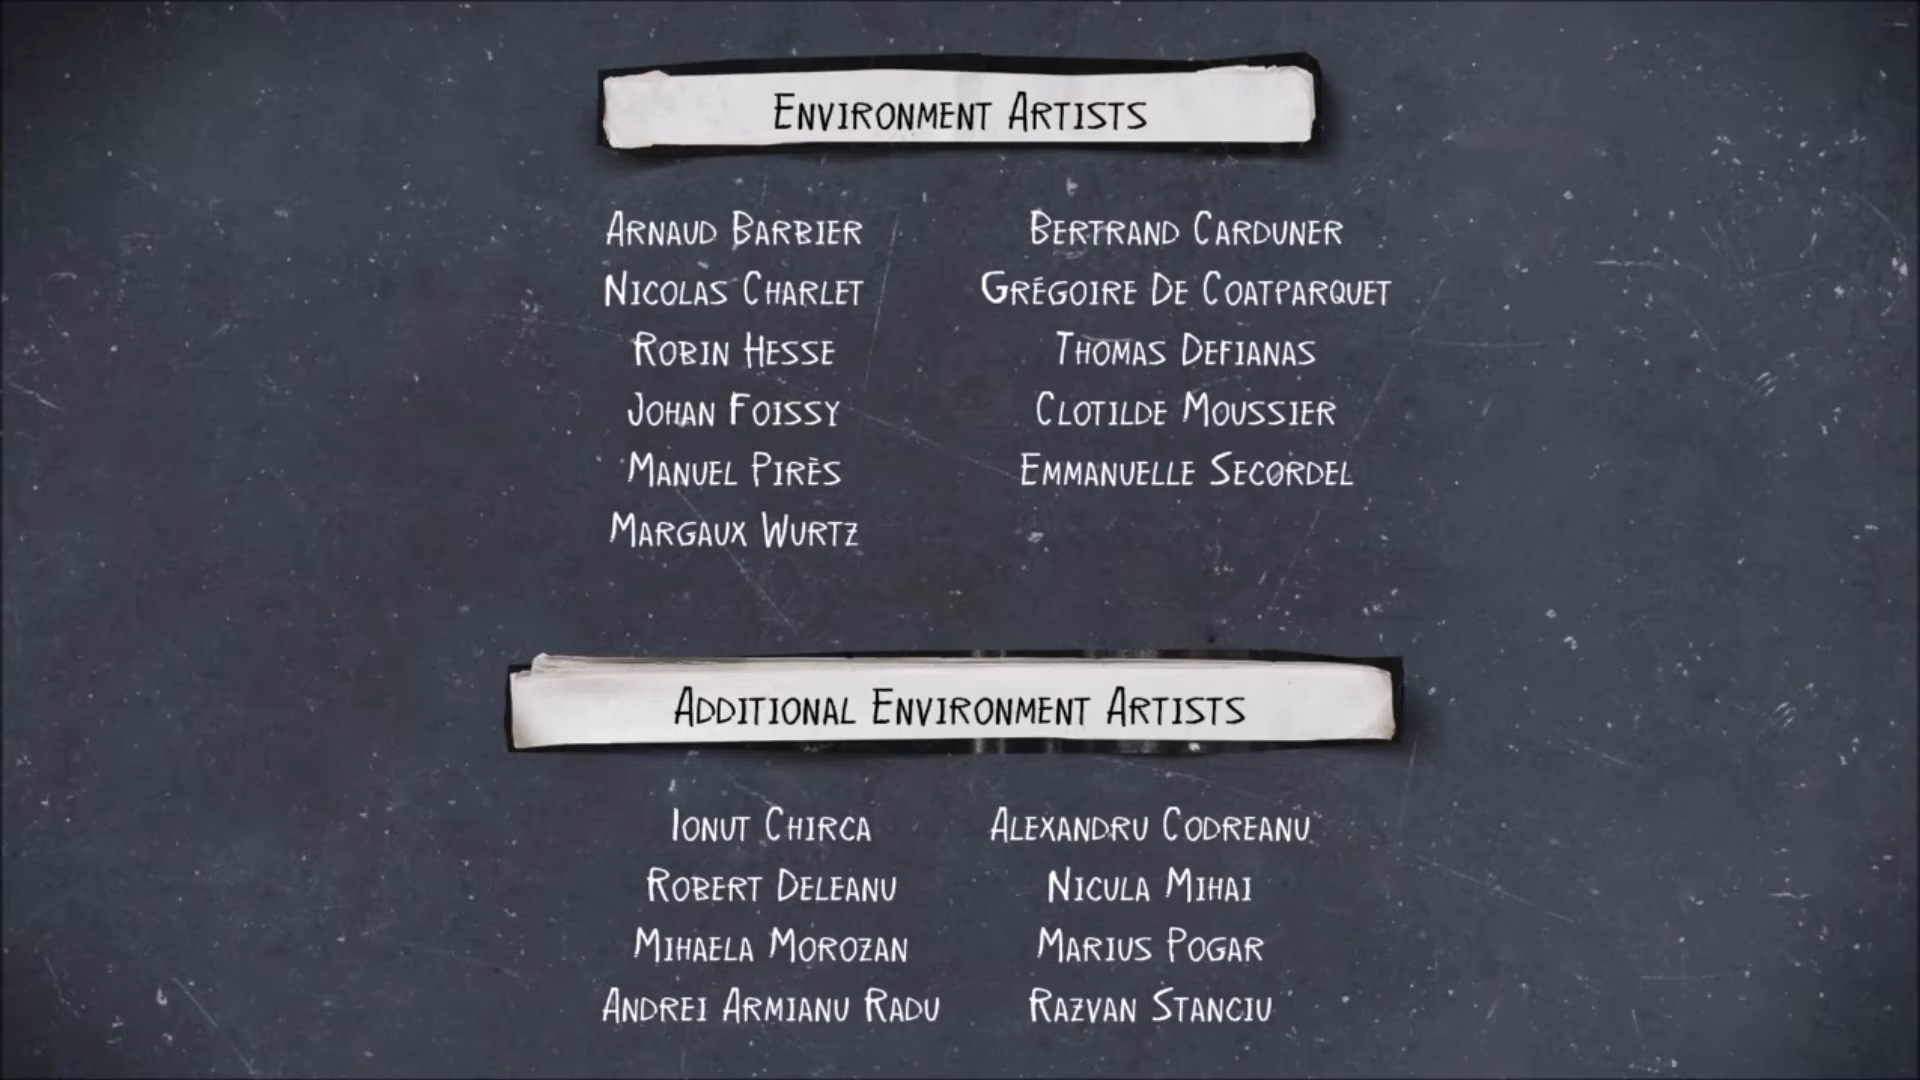 Environment Artists
Arnaud Barbier Bertrand Carduner
Nicolas Charlet Grégoire De Coatparquet
Robin Hesse Thomas Defianas
Johan Foissy Clotilde Moussier
Manuel Pirès Emmanuelle Secordel
Margaux Wurtz
Additional Environment Artists
Ionut Chirca Alexandru Codreanu
Robert Deleanu Nicula Mihai
Mihaela Morozan Marius Pogar
Andrei Armianu Radu Razvan Stanciu